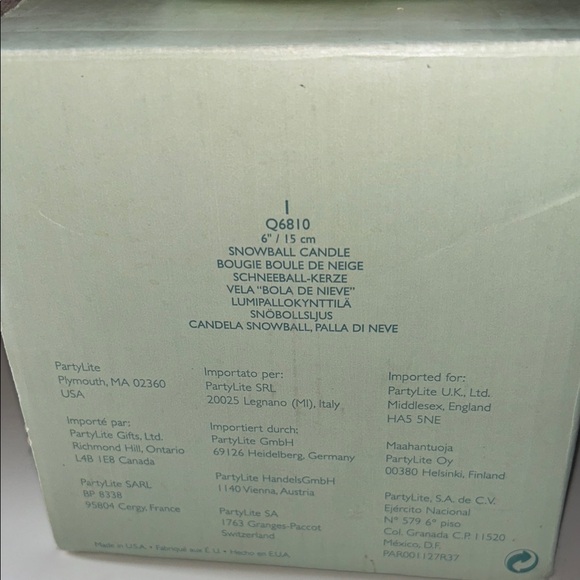 1
Q6810
6" / 15 cm
SNOWBALL CANDLE
BOUGIE BOULE DE NEIGE
SCHNEEBALL-KERZE
VELA "BOLA DE NIEVE"
LUMIPALLOKYNTTILÄ
SNÖBOLLSLJUS
CANDELA SNOWBALL, PALLA DI NEVE
PartyLite
Plymouth, MA 02360
USA
Importé par:
PartyLite Gifts, Ltd.
Richmond Hill, Ontario
L4B 1E8 Canada
PartyLite SARL
BP 8338
95804 Cergy, France
Importato per:
PartyLite SRL
20025 Legnano (MI), Italy
Importiert durch:
PartyLite GmbH
69126 Heidelberg, Germany
PartyLite HandelsGmbH
1140 Vienna, Austria
PartyLite SA
1763 Granges-Paccot
Switzerland
Imported for:
PartyLite U.K., Ltd.
Middlesex, England
HA5 5NE
Maahantuoja
PartyLite Oy
00380 Helsinki, Finland
PartyLite, S.A. de C.V.
Ejército Nacional
N° 579 6° piso
Col. Granada C.P. 11520
México, D.F.
PAR001127R37
Made in U.S.A. • Fabriqué aux E.U. • Hecho en E.U.A.